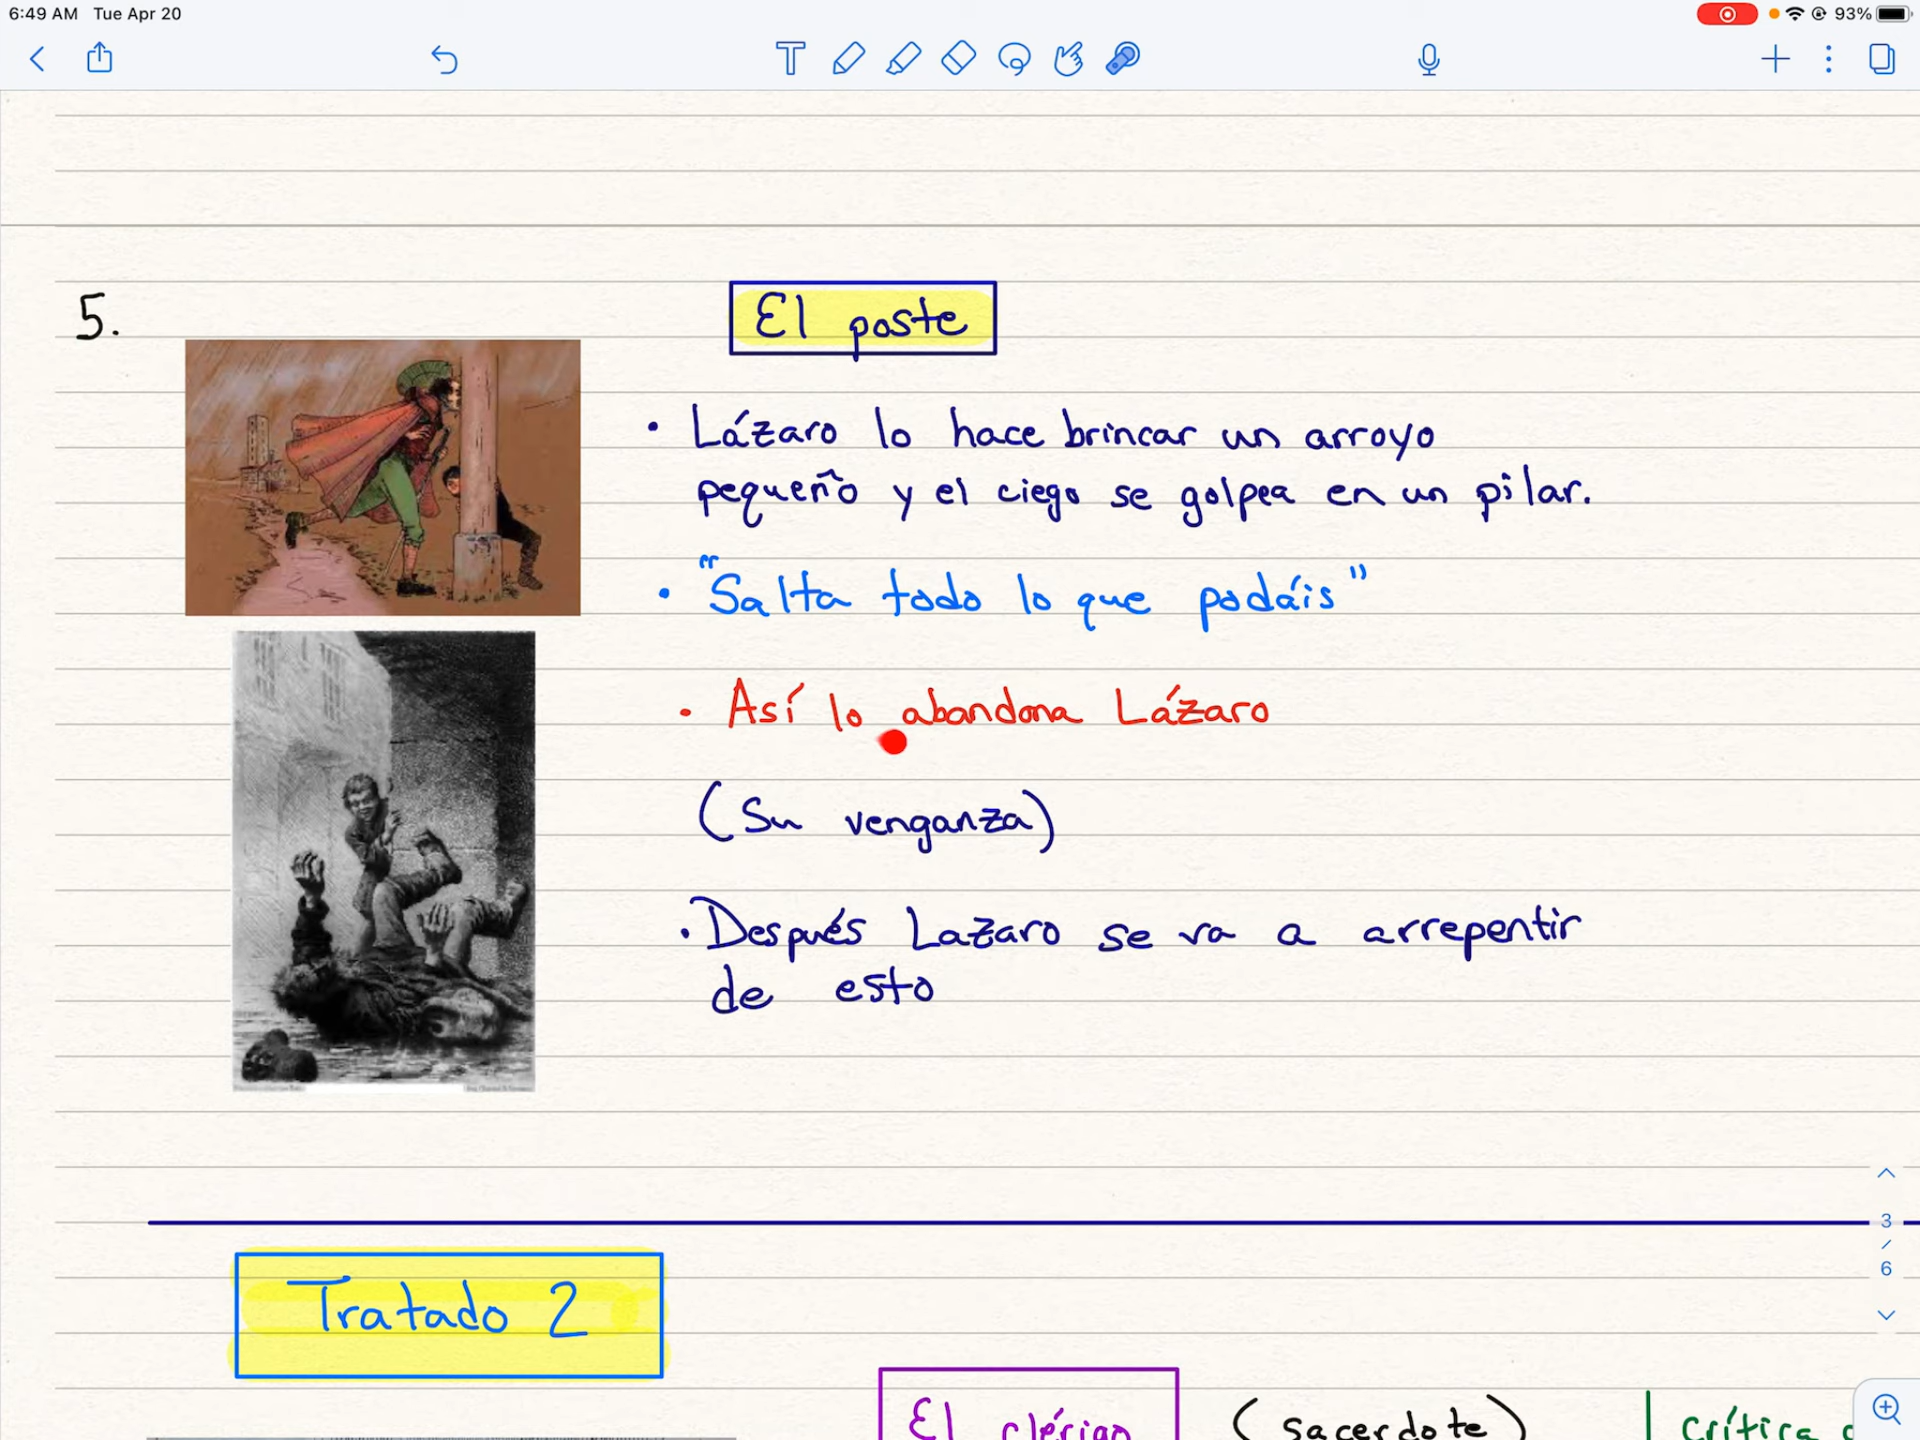 6:49 AM Tue Apr 20
93%
5.
El poste
• Lázaro lo hace brincar un arroyo
pequeño y el ciego se golpea en un pilar.
• "Salta todo lo que podáis"
• Así lo abandona Lázaro
(Su venganza)
• Después Lazaro se va a arrepentir
de esto
3
/
6
Tratado 2
El clérigo (sacerdote) crítica